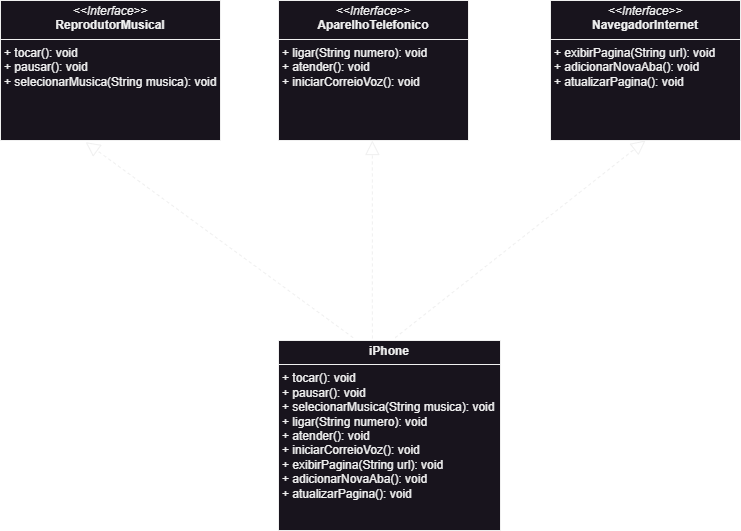 <<Interface>>
ReprodutorMusical
+ tocar(): void
+ pausar(): void
+ selecionarMusica(String musica): void
<<Interface>>
AparelhoTelefonico
+ ligar(String numero): void
+ atender(): void
+ iniciarCorreioVoz(): void
<<Interface>>
NavegadorInternet
+ exibirPagina(String url): void
+ adicionarNovaAba(): void
+ atualizarPagina(): void
iPhone
+ tocar(): void
+ pausar(): void
+ selecionarMusica(String musica): void
+ ligar(String numero): void
+ atender(): void
+ iniciarCorreioVoz(): void
+ exibirPagina(String url): void
+ adicionarNovaAba(): void
+ atualizarPagina(): void